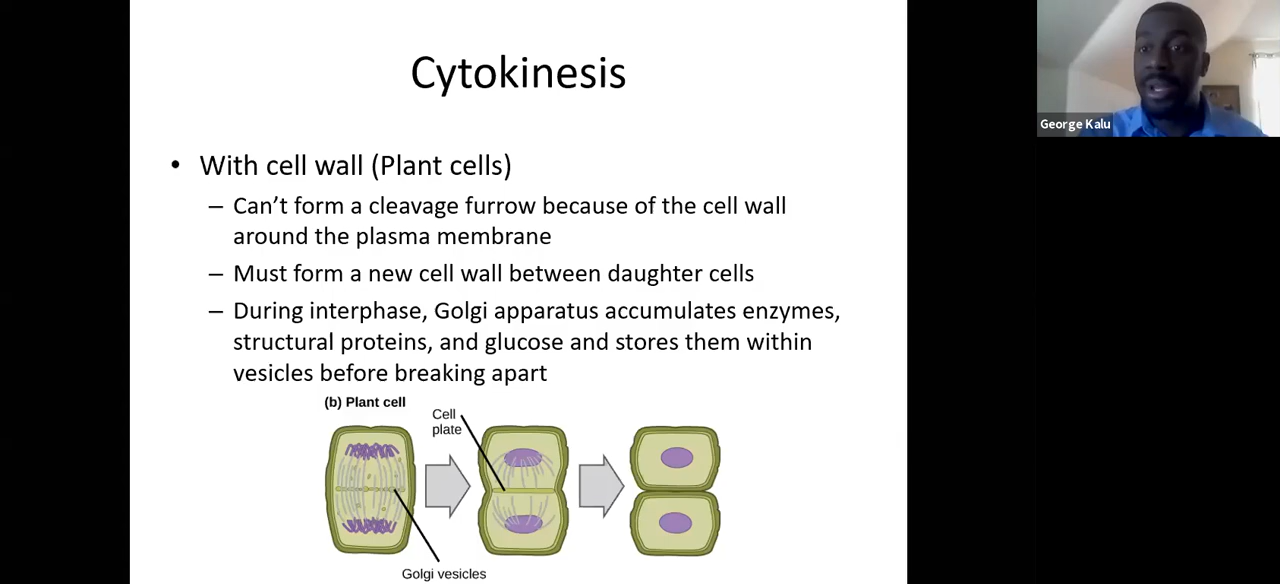 Cytokinesis
George Kalu
• With cell wall (Plant cells)
– Can’t form a cleavage furrow because of the cell wall
around the plasma membrane
– Must form a new cell wall between daughter cells
– During interphase, Golgi apparatus accumulates enzymes,
structural proteins, and glucose and stores them within
vesicles before breaking apart
(b) Plant cell
Cell
plate
Golgi vesicles